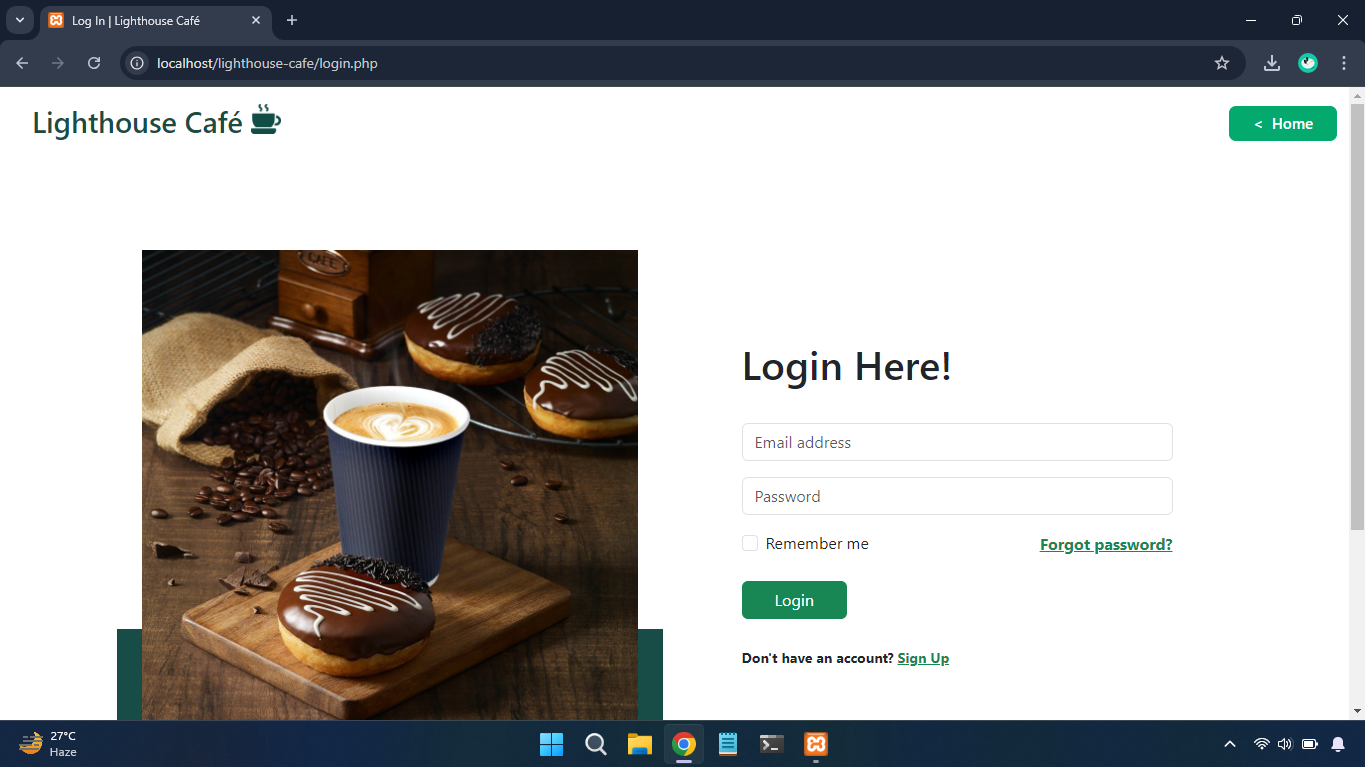 Log In | Lighthouse Café
localhost/lighthouse-cafe/login.php
Lighthouse Café
< Home
CAFE
Login Here!
Email address
Password
Remember me
Forgot password?
Login
Don't have an account? Sign Up
27°C
Haze